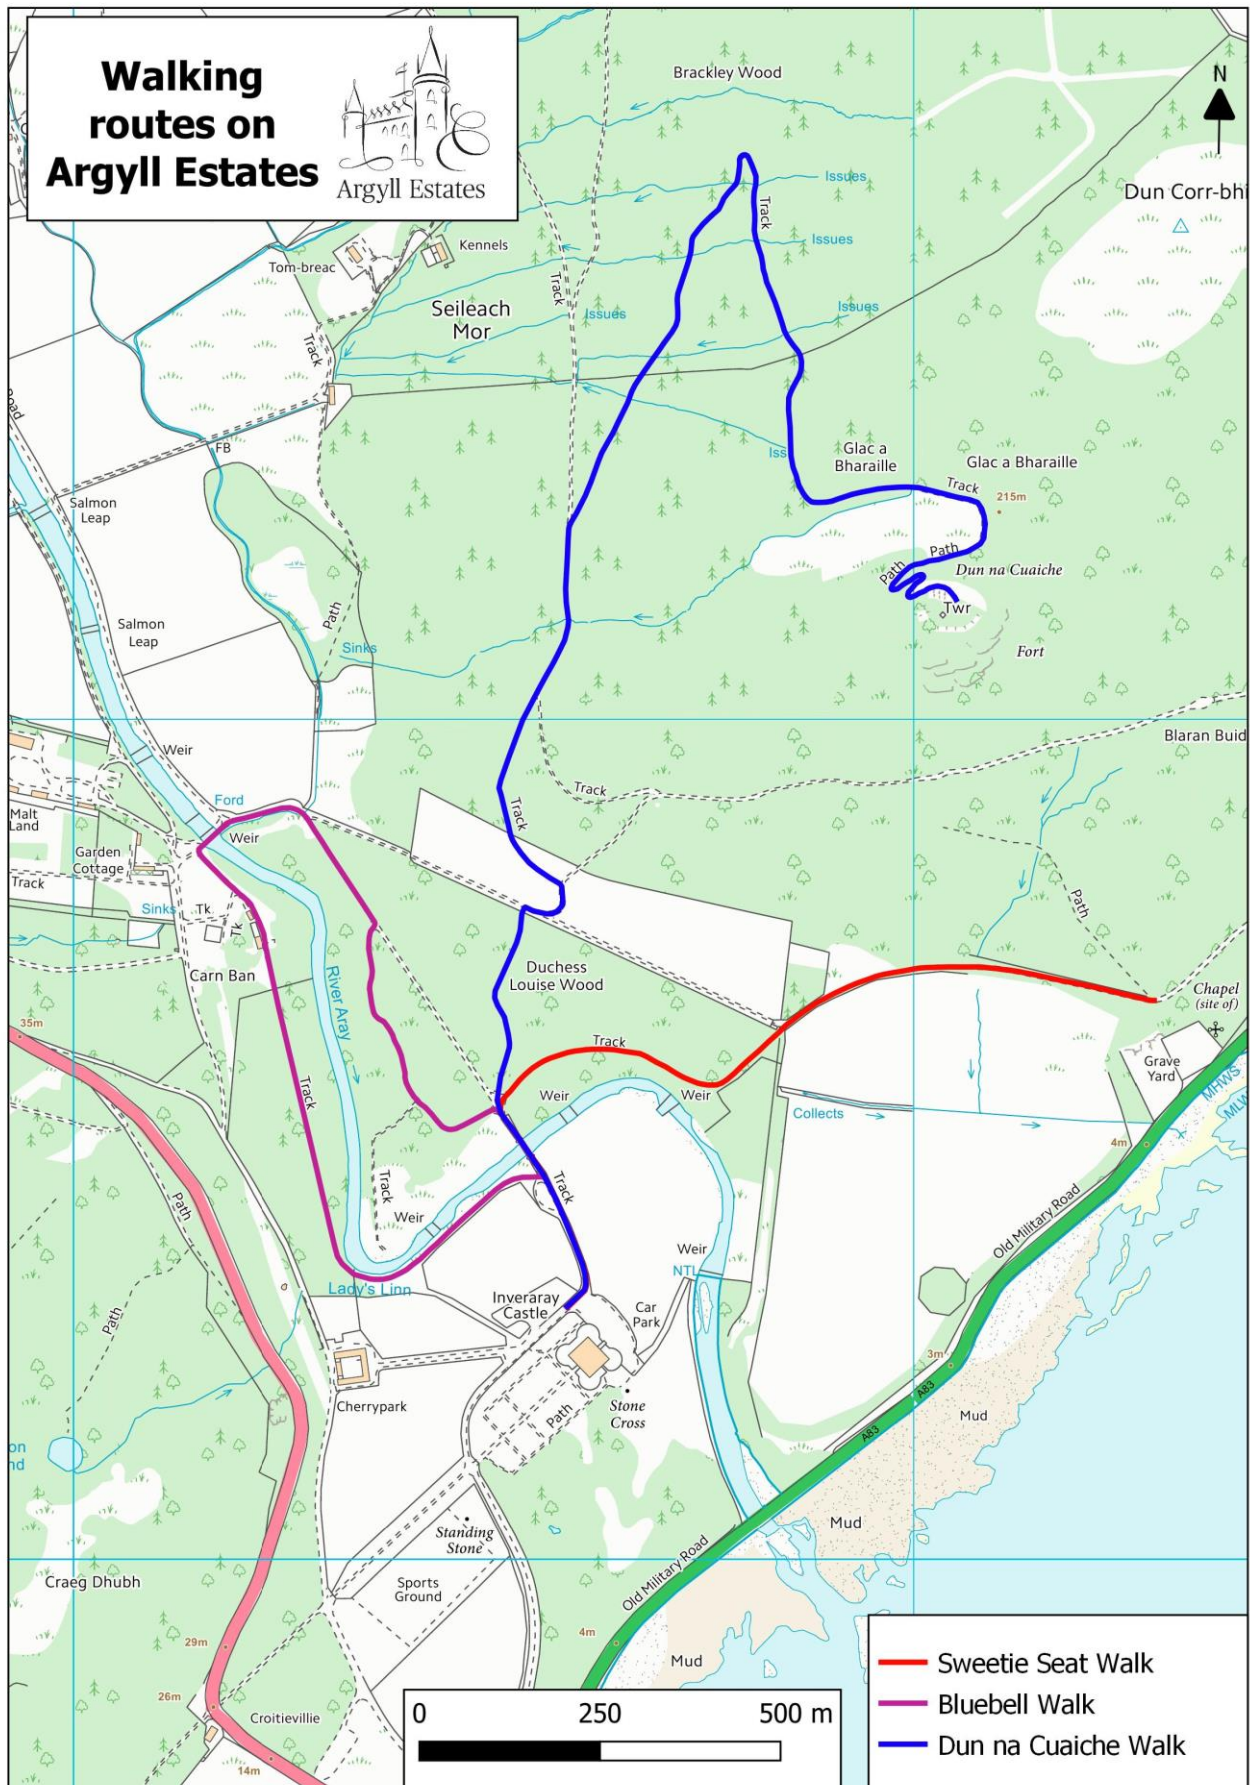 Walking
routes on
Argyll Estates
Argyll Estates
N
Brackley Wood
Dun Corr-bhi
Issues
Track
Issues
Kennels
Tom-breac
Track
Seileach
Mor
Issues
Issues
Track
Road
FB
Iss
Glac a
Bharaille
Glac a Bharaille
Track
215m
Salmon
Leap
Path
Path
Dun na Cuaiche
Twr
Fort
Salmon
Leap
Path
Sinks
Blaran Buid
Weir
Track
Ford
Track
Malt
Land
Weir
Garden
Cottage
Track
Sinks
Tk
Tk
Path
Carn Ban
River Aray
Duchess
Louise Wood
Chapel
(site of)
35m
Track
Grave
Yard
MHWS
MLW
Track
Weir
Weir
Collects
4m
Path
Track
Track
Weir
Old Military Road
Weir
NTL
Lady's Linn
Inveraray
Castle
Car
Park
Path
3m
A83
Cherrypark
Path
Stone
Cross
Mud
A83
on
nd
Mud
Standing
Stone
Old Military Road
Craeg Dhubh
Sports
Ground
4m
29m
Mud
26m
Croitievillie
14m
0 250 500 m
Sweetie Seat Walk
Bluebell Walk
Dun na Cuaiche Walk